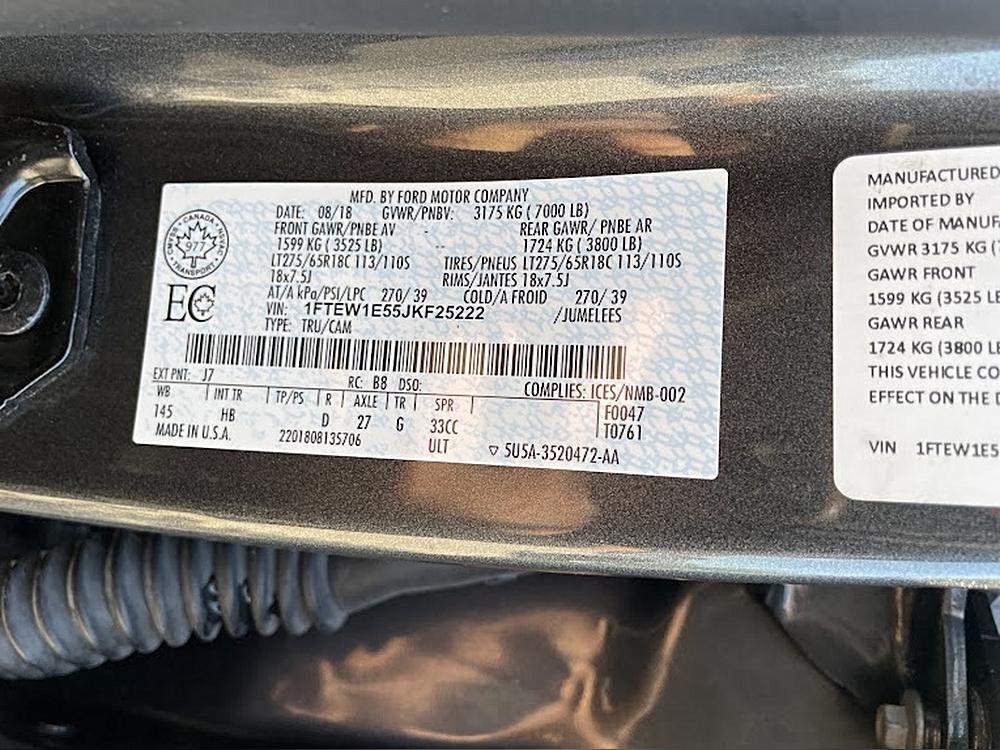 MFD. BY FORD MOTOR COMPANY
DATE: 08/18 GVWR/PNBV: 3175 KG ( 7000 LB)
FRONT GAWR/PNBE AV - REAR GAWR/ PNBE AR
1599 KG ( 3525 LB) -- 1724 KG ( 3800 LB)
LT275/65R18C 113/110S TIRES/PNEUS LT275/65R18C 113/110S
18x7.5J RIMS/JANTES 18x7.5J
AT/A kPa/PSI/LPC 270/ 39 COLD/A FROID 270/ 39
VIN: 1FTEW1E55JKF25222 /JUMELEES
TYPE: TRU/CAM
CANADA
TRANSPORT
977
EC
EXT PNT: J7 RC: B8 DSO: COMPLIES: ICES/NMB-002
WB INT TR TP/PS R AXLE TR SPR F0047
145 HB D 27 G 33CC T0761
MADE IN U.S.A. 2201808135706 ULT ▽ 5U5A-3520472-AA
MANUFACTURED
IMPORTED BY
DATE OF MANUF
GVWR 3175 KG (
GAWR FRONT
1599 KG (3525 L
GAWR REAR
1724 KG (3800 L
THIS VEHICLE CO
EFFECT ON THE D
VIN 1FTEW1E5